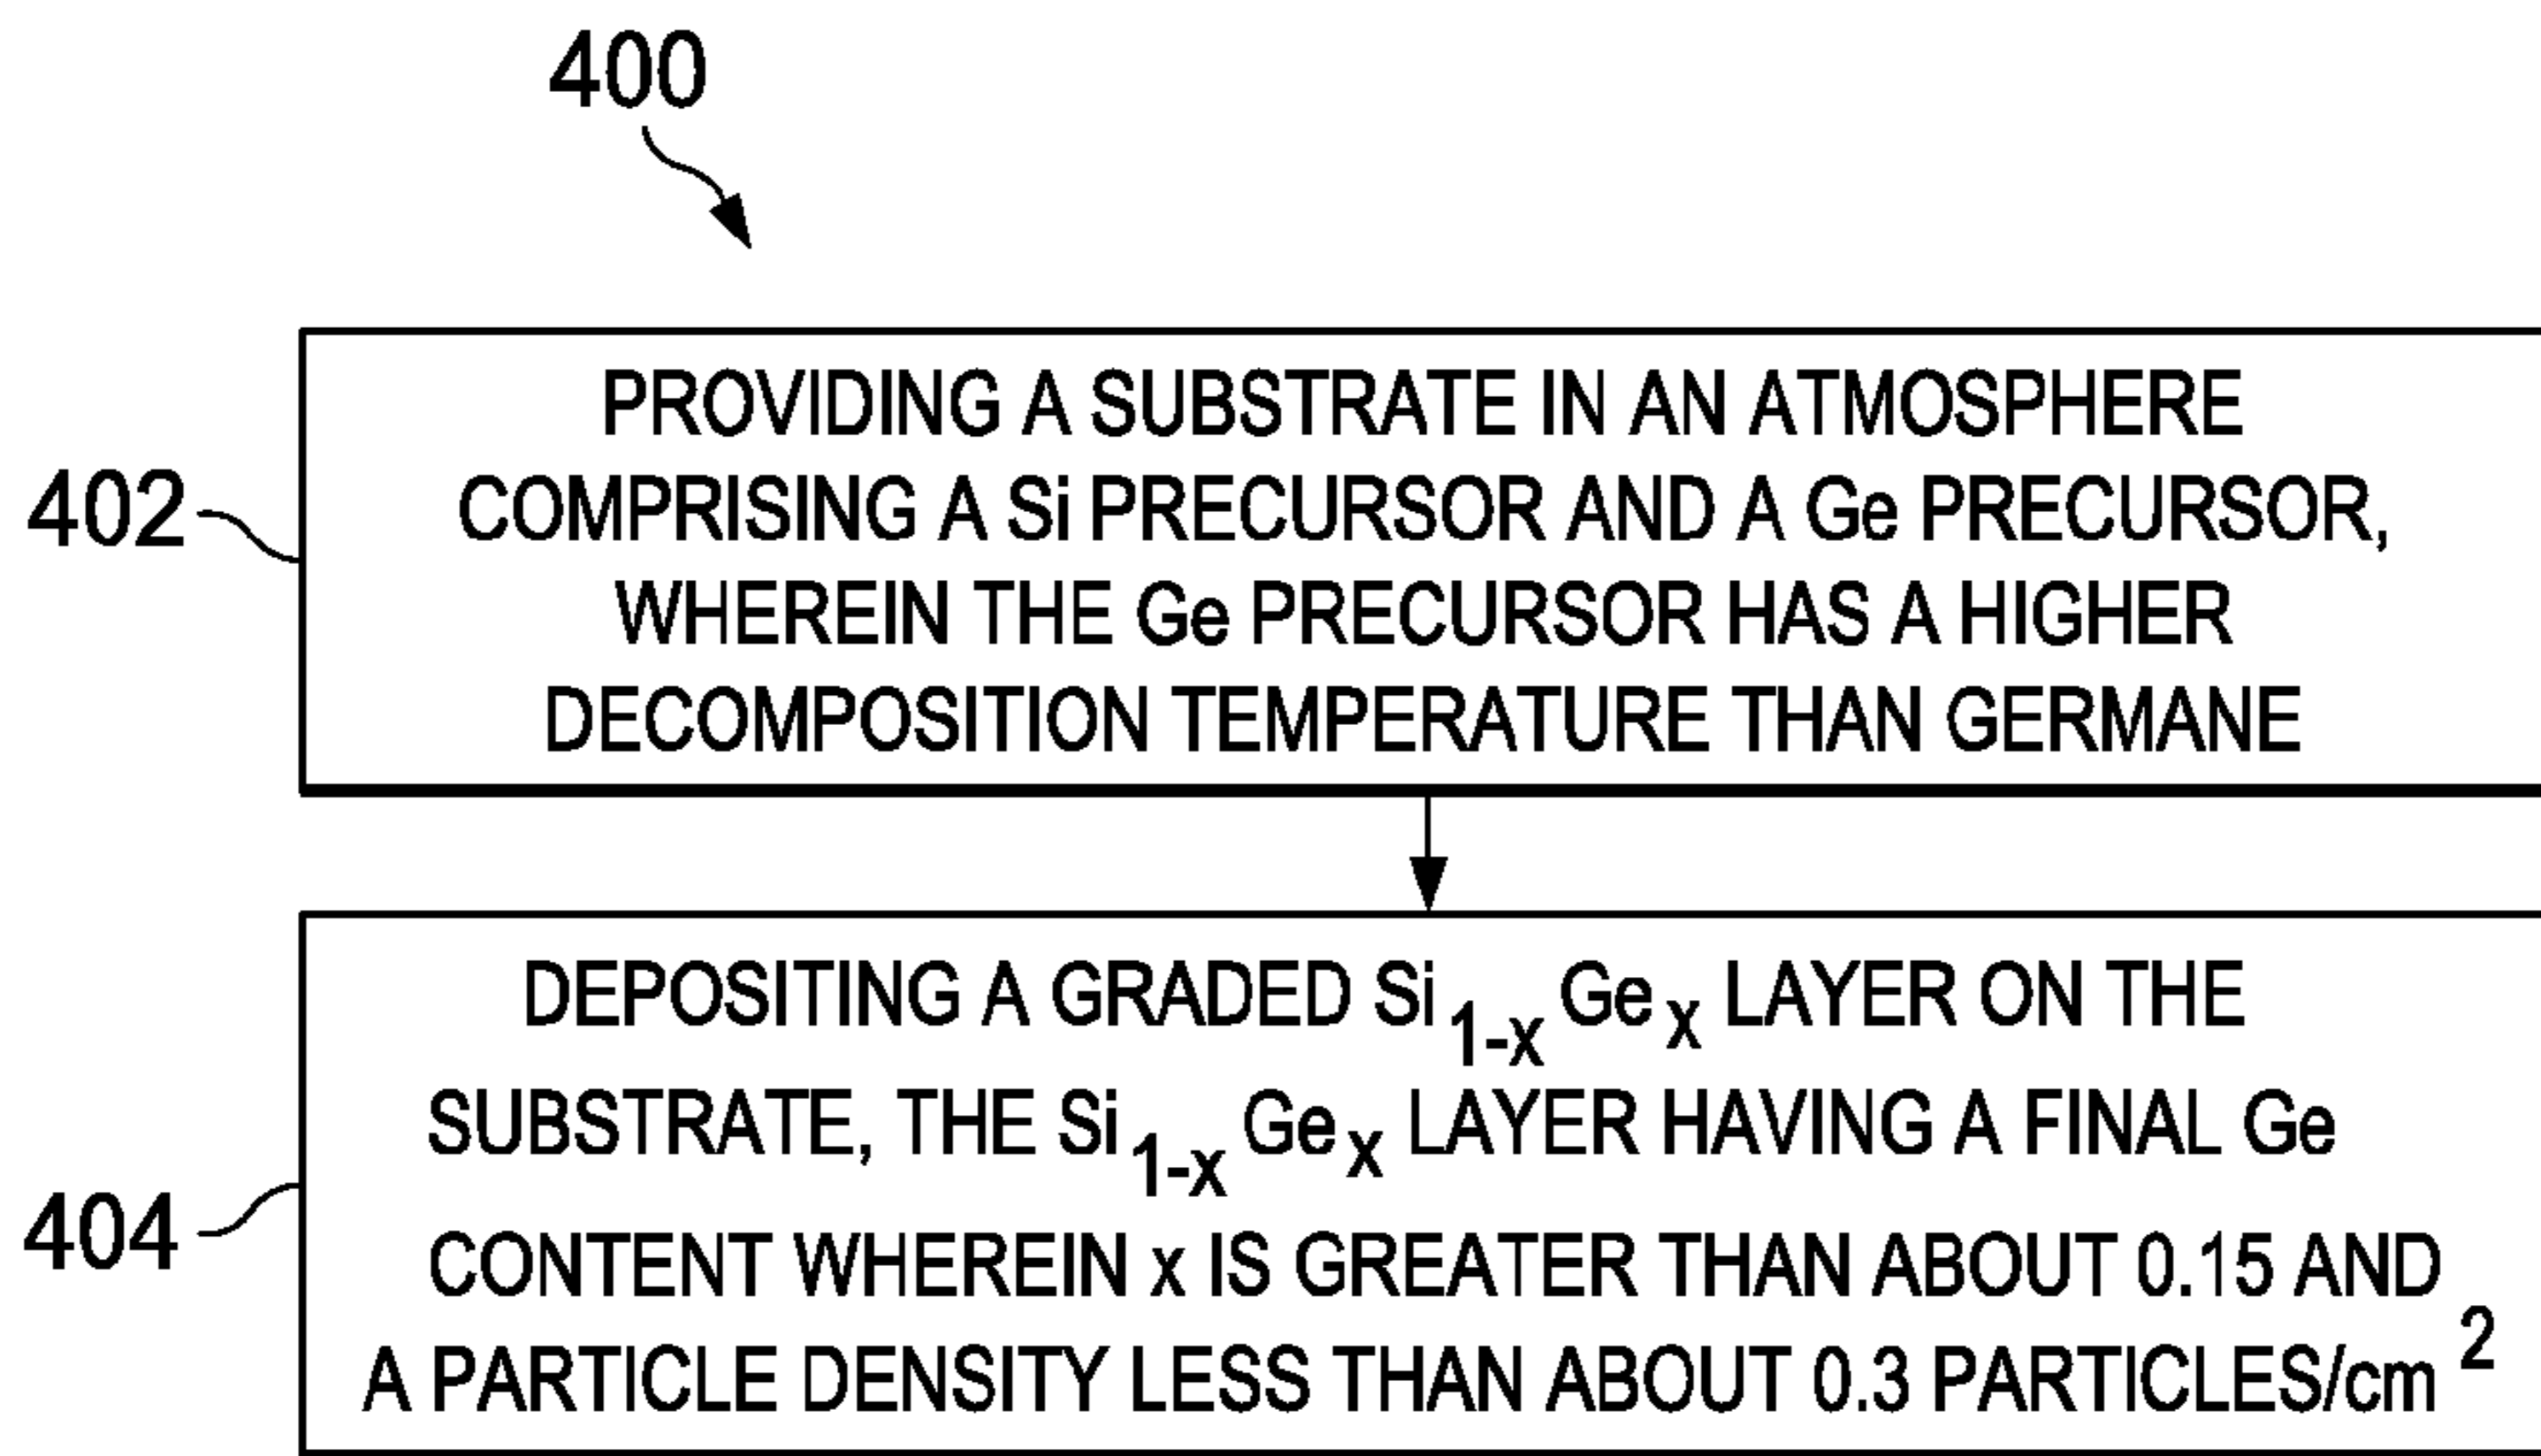 400
402
PROVIDING A SUBSTRATE IN AN ATMOSPHERE
COMPRISING A Si PRECURSOR AND A Ge PRECURSOR,
WHEREIN THE Ge PRECURSOR HAS A HIGHER
DECOMPOSITION TEMPERATURE THAN GERMANE
404
DEPOSITING A GRADED Si1-xGex LAYER ON THE
SUBSTRATE, THE Si1-xGex LAYER HAVING A FINAL Ge
CONTENT WHEREIN x IS GREATER THAN ABOUT 0.15 AND
A PARTICLE DENSITY LESS THAN ABOUT 0.3 PARTICLES/cm2